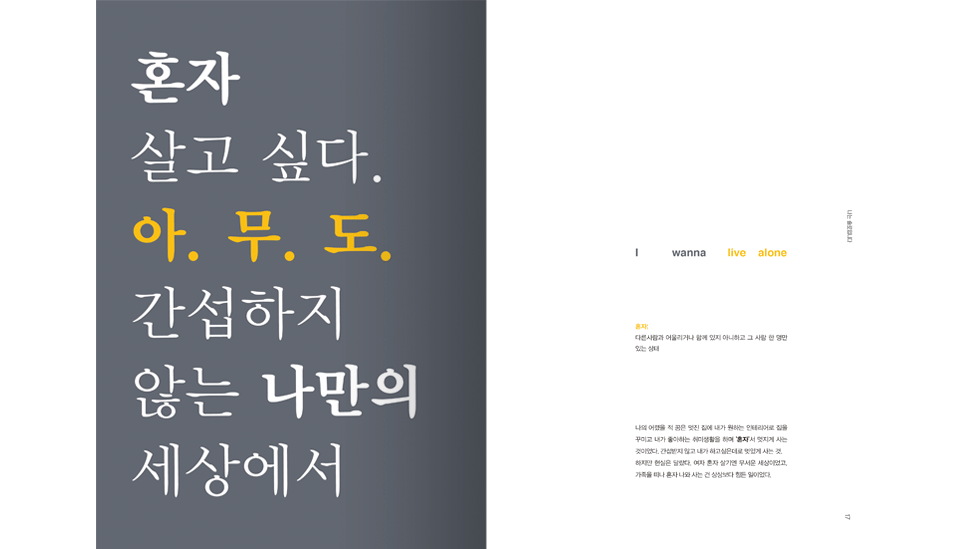 혼자
살고 싶다.
아. 무. 도.
간섭하지
않는 나만의
세상에서
나는 혼자랍니다
I wanna live alone
혼자!
다른사람과 어울리거나 함께 있지 아니하고 그 사람 한 명만
있는 상태
나의 어렸을 적 꿈은 멋진 집에 내가 원하는 인테리어로 집을
꾸미고 내가 좋아하는 취미생활을 하며 '혼자'서 멋지게 사는
것이었다. 간섭받지 않고 내가 하고싶은대로 멋있게 사는 것.
하지만 현실은 달랐다. 여자 혼자 살기엔 무서운 세상이었고,
가족을 떠나 혼자 나와 사는 건 상상보다 힘든 일이었다.
17